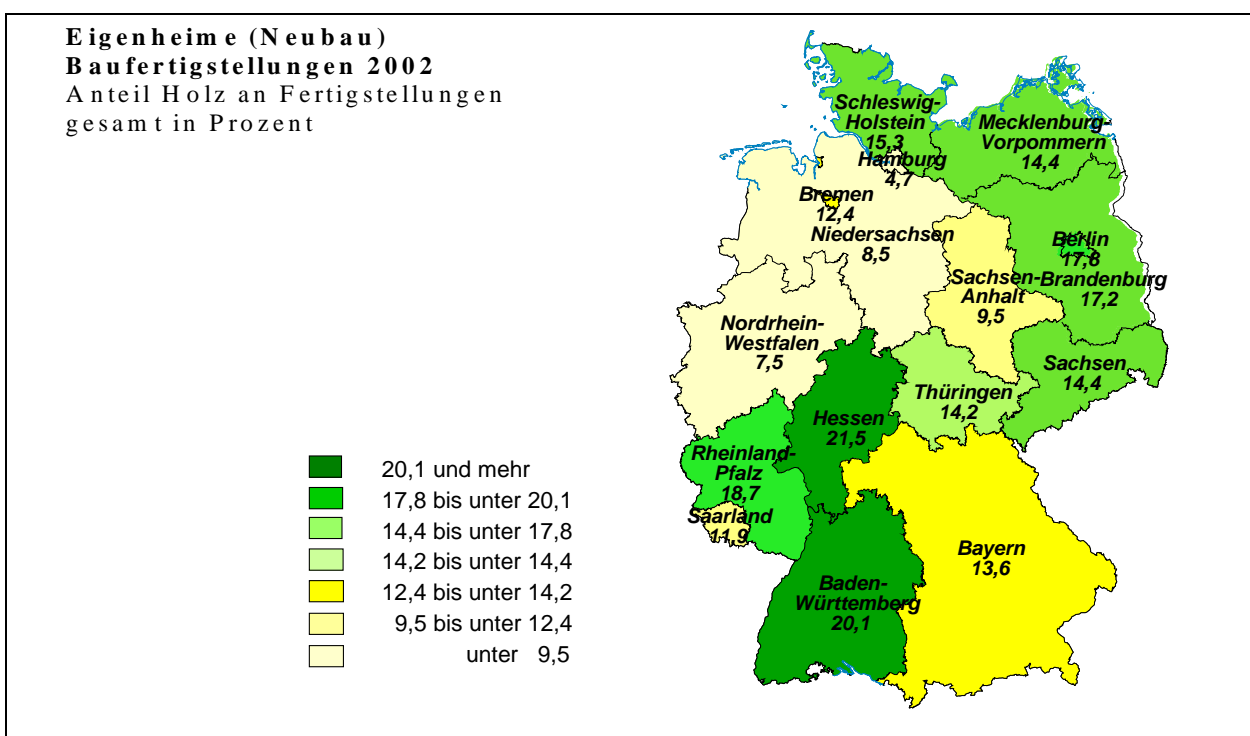 Eigenheime (Neubau)
Baufertigstellungen 2002
Anteil Holz an Fertigstellungen
gesamt in Prozent
Schleswig-
Holstein
15,3
Mecklenburg-
Vorpommern
14,4
Hamburg
4,7
Bremen
12,4
Niedersachsen
8,5
Berlin
17,8
Sachsen-
Anhalt
9,5
Brandenburg
17,2
Nordrhein-
Westfalen
7,5
Sachsen
14,4
Thüringen
14,2
Hessen
21,5
Rheinland-
Pfalz
18,7
Saarland
11,9
Bayern
13,6
Baden-
Württemberg
20,1
20,1 und mehr
17,8 bis unter 20,1
14,4 bis unter 17,8
14,2 bis unter 14,4
12,4 bis unter 14,2
9,5 bis unter 12,4
unter 9,5